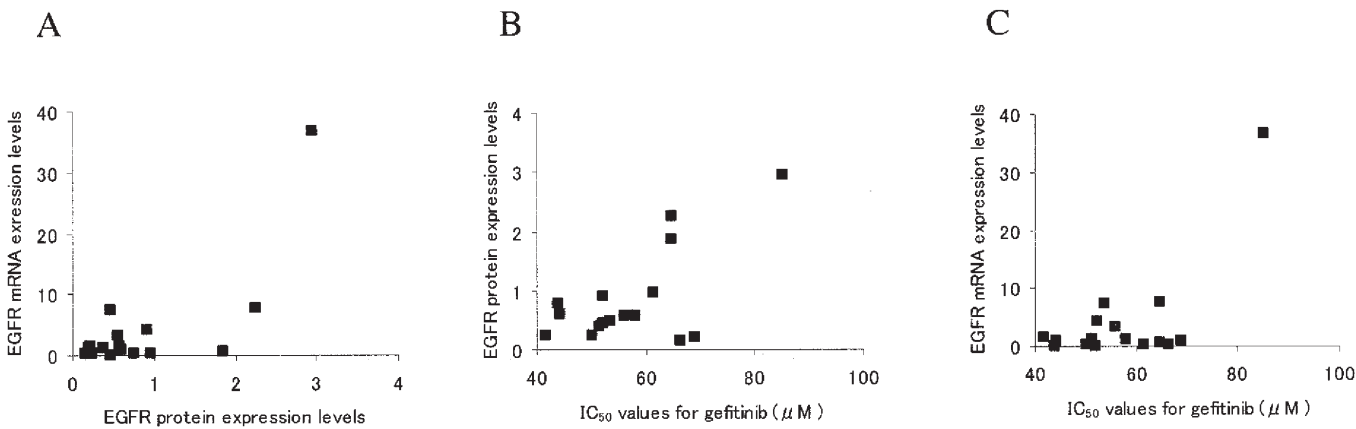 A
B
C
EGFR mRNA exression levels
40
30
20
10
0
0 1 2 3 4
EGFR protein expression levels
EGFR protein expression levels
4
3
2
1
0
40 60 80 100
IC50 values for gefitinib (μM)
EGFR mRNA expression levels
40
30
20
10
0
40 60 80 100
IC50 values for gefitinib (μM)